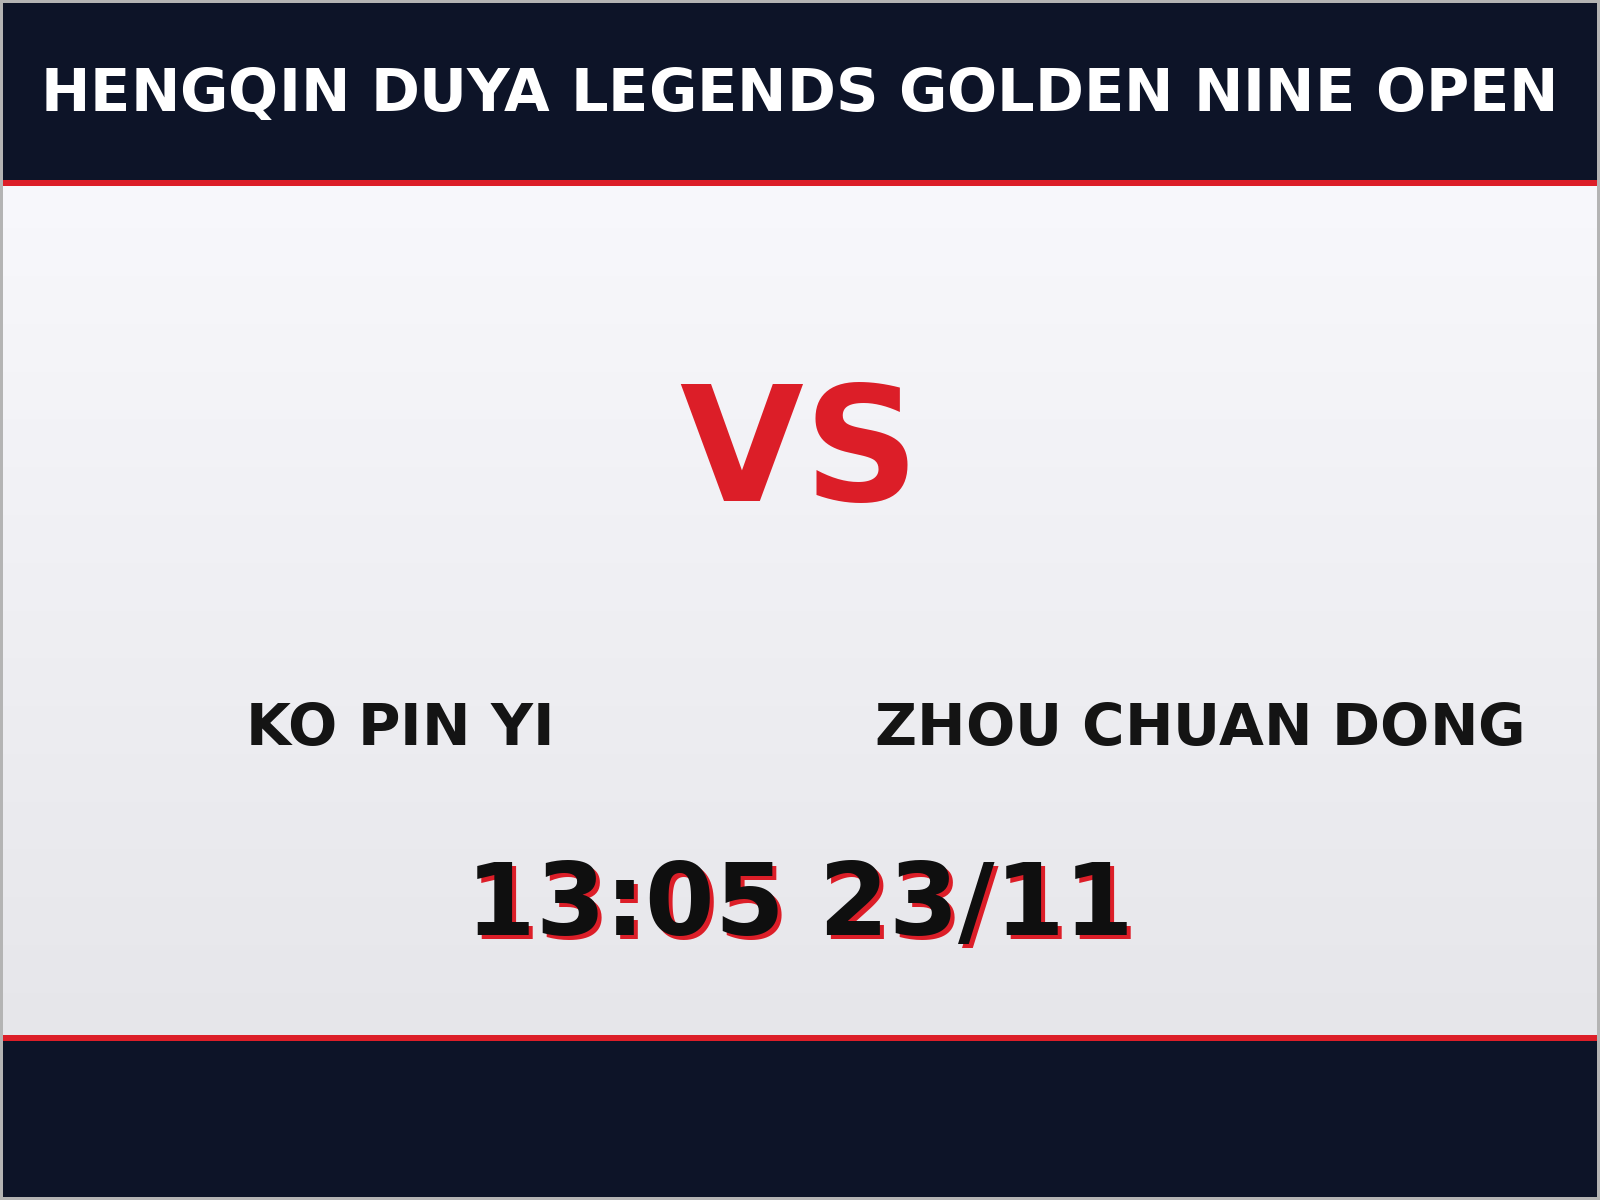 HENGQIN DUYA LEGENDS GOLDEN NINE OPEN
VS
KO PIN YI
ZHOU CHUAN DONG
13:05 23/11